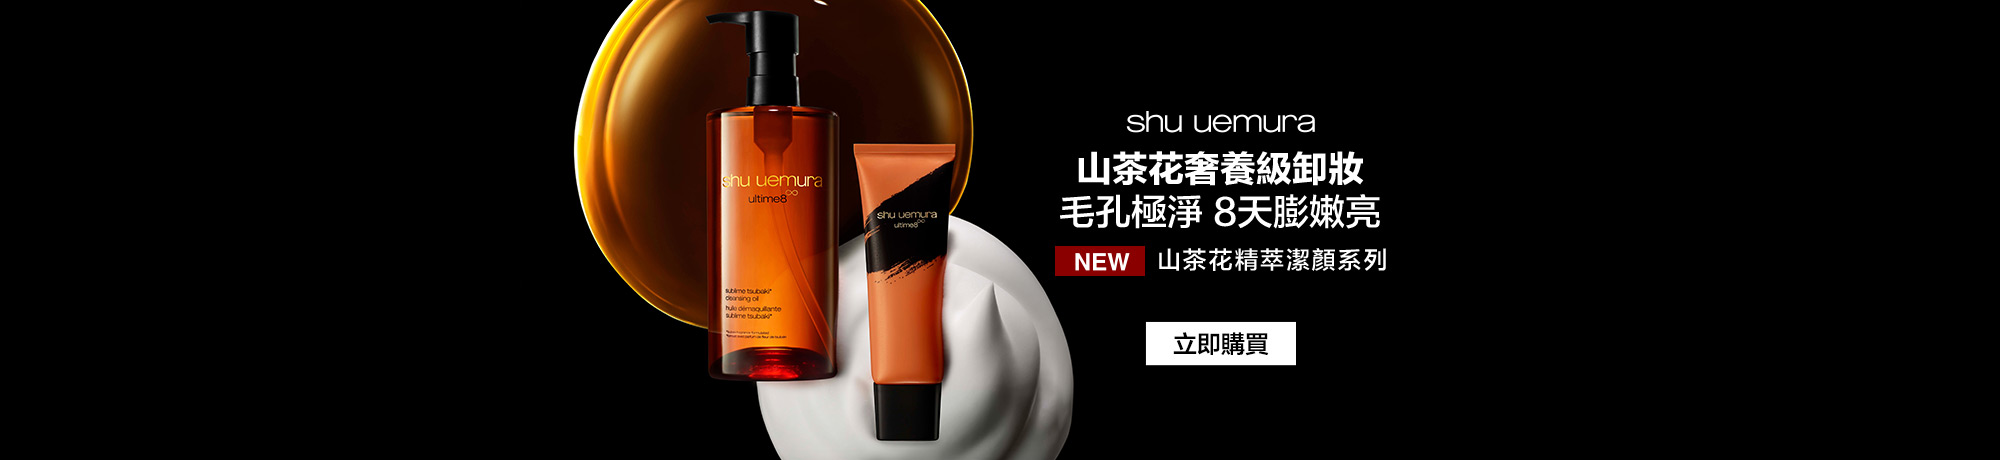 shu uemura
ultime8
sublime tsubaki*
cleansing oil
huile démaquillante
sublime tsubaki*
shu uemura
ultime8
shu uemura
山茶花奢養級卸妝
毛孔極淨 8天膨嫩亮
NEW 山茶花精萃潔顏系列
立即購買